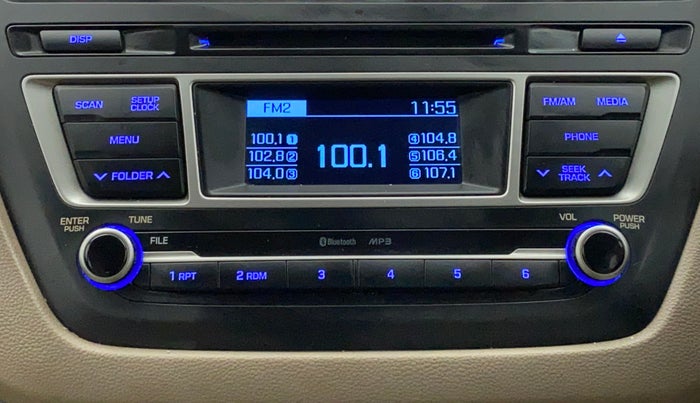 DISP
SCAN SETUP CLOCK
MENU
FOLDER
FM2 11:55
100.1 1 100.1 4 104.8
102.8 2 5 106.4
104.0 3 6 107.1
FM/AM MEDIA
PHONE
SEEK TRACK
ENTER PUSH TUNE
FILE
Bluetooth MP3
VOL POWER PUSH
1 RPT 2 RDM 3 4 5 6